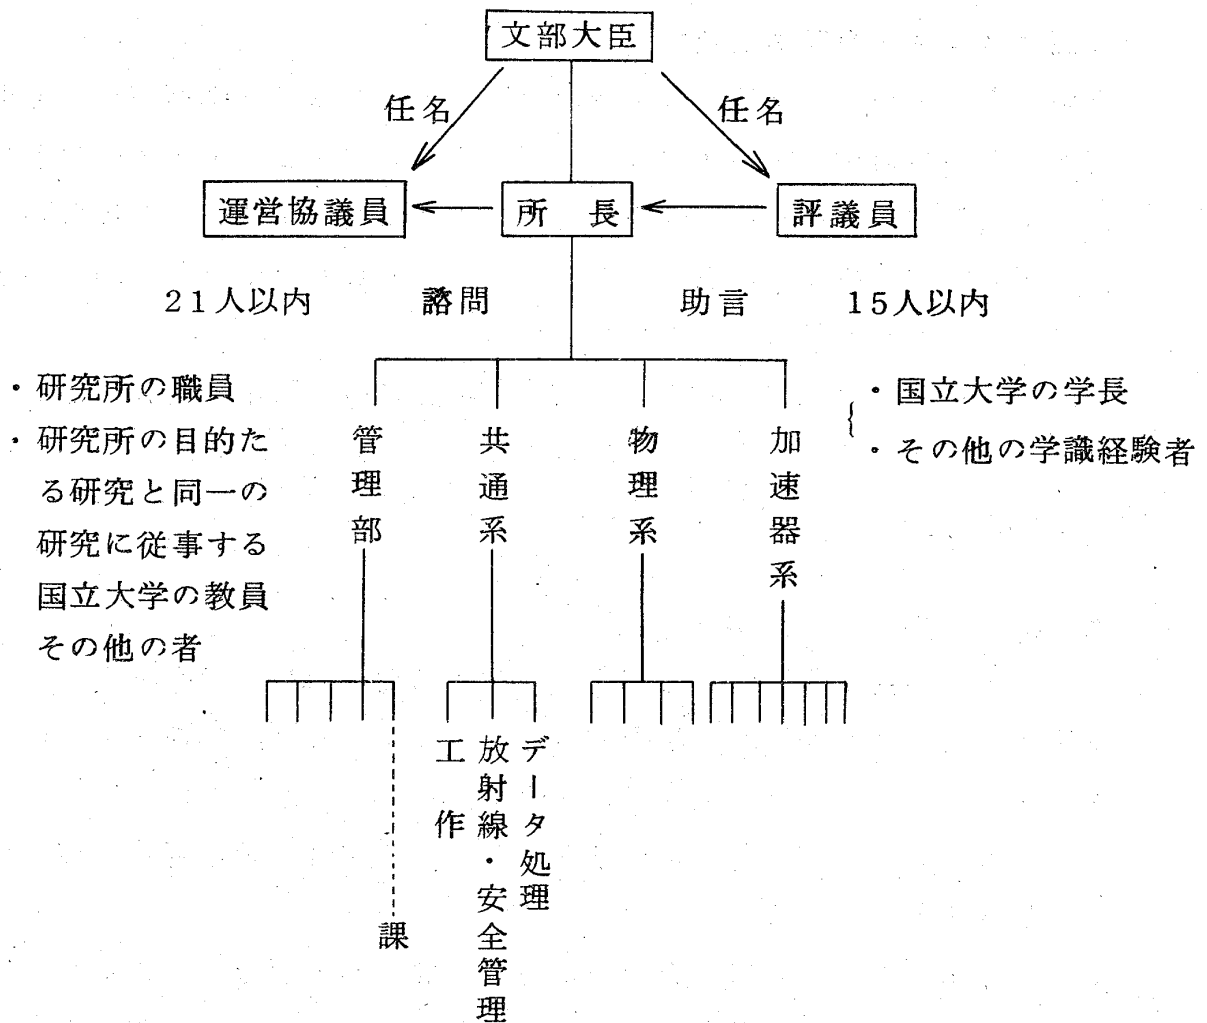 文部大臣
任名
任名
運営協議員
所 長
評議員
21人以内
諮問
助言
15人以内
・研究所の職員
・研究所の目的た
る研究と同一の
研究に従事する
国立大学の教員
その他の者
・国立大学の学長
・その他の学識経験者
管理部
共通系
物理系
加速器系
課
工 作
放射線・安全管理
データ処理